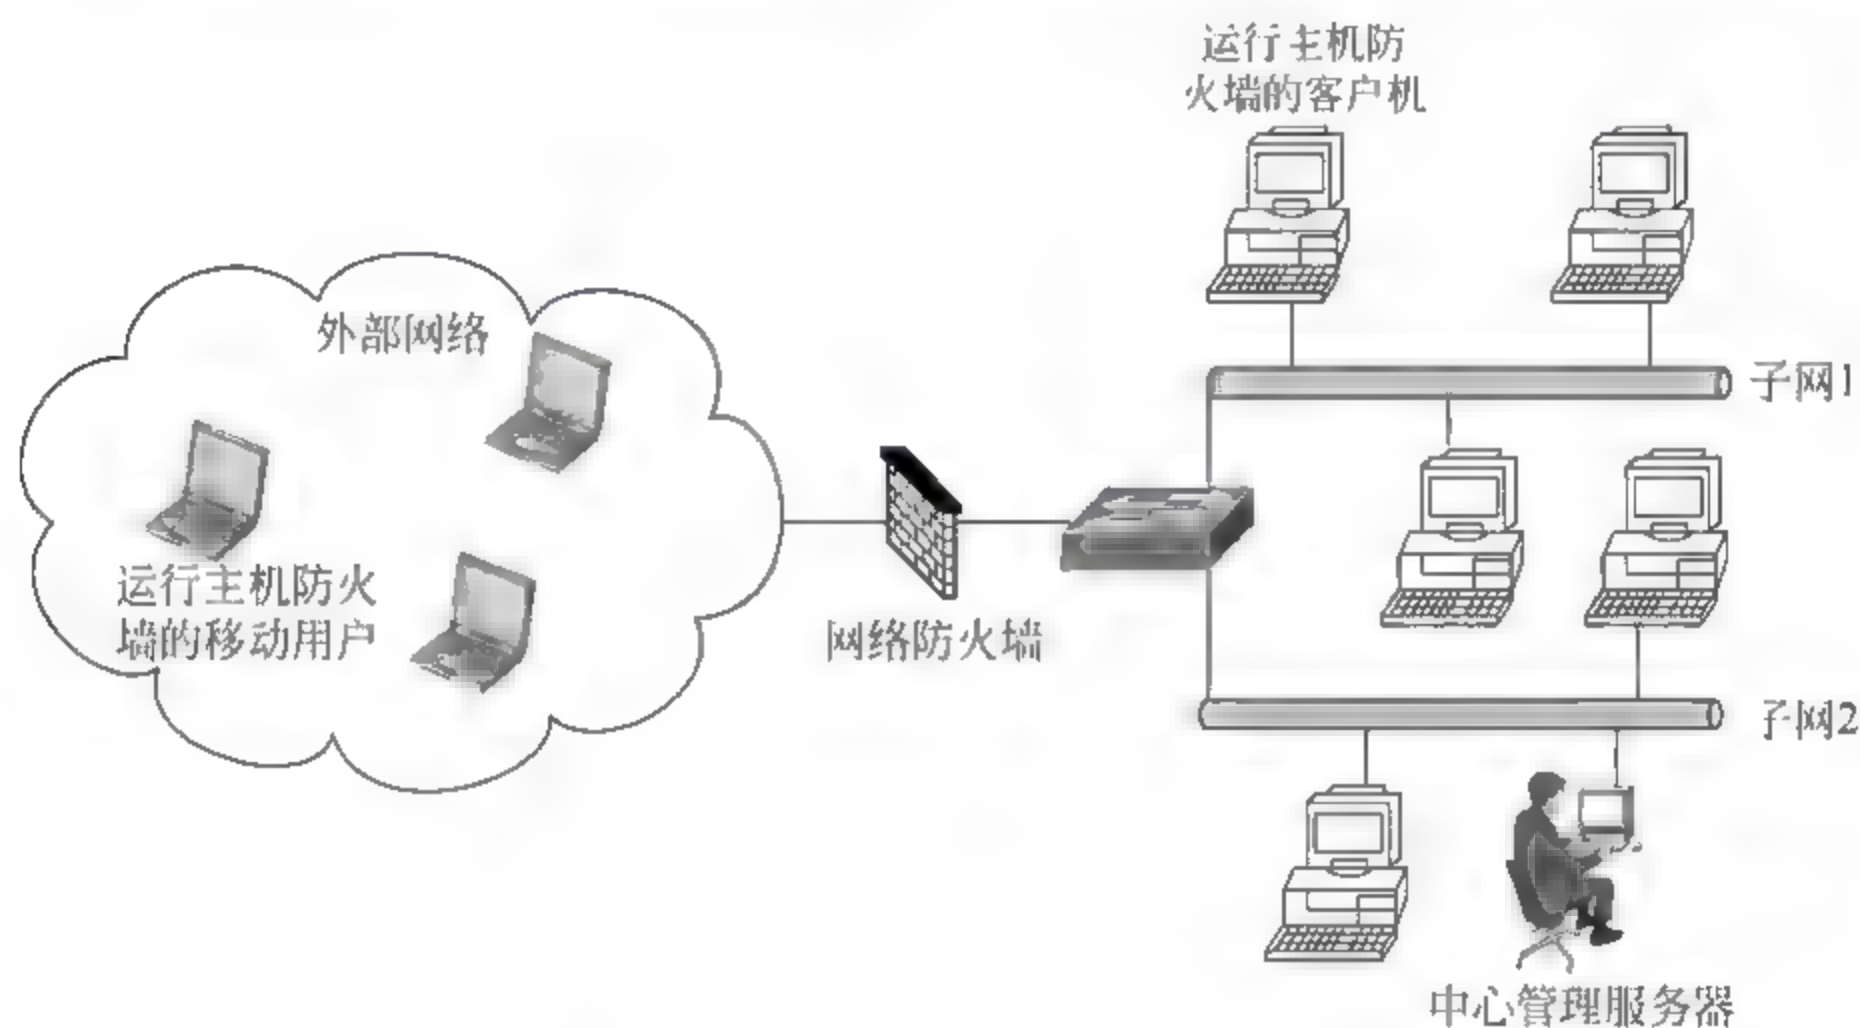 运行主机防
火墙的客户机
外部网络
子网1
运行主机防火
墙的移动用户
网络防火墙
子网2
中心管理服务器